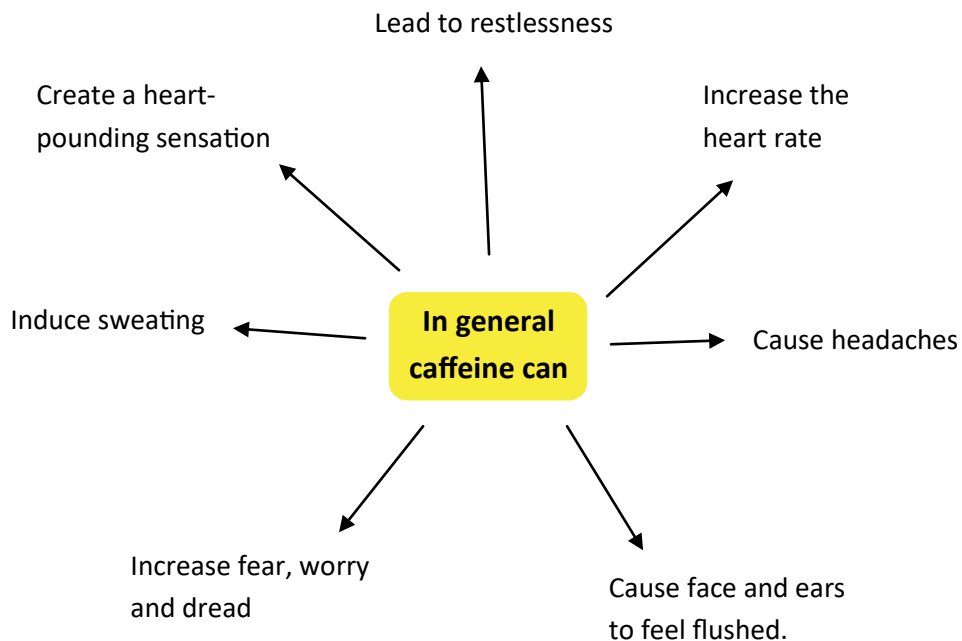 Lead to restlessness
Create a heart-
pounding sensation
Increase the
heart rate
Induce sweating
In general
caffeine can
Cause headaches
Increase fear, worry
and dread
Cause face and ears
to feel flushed.